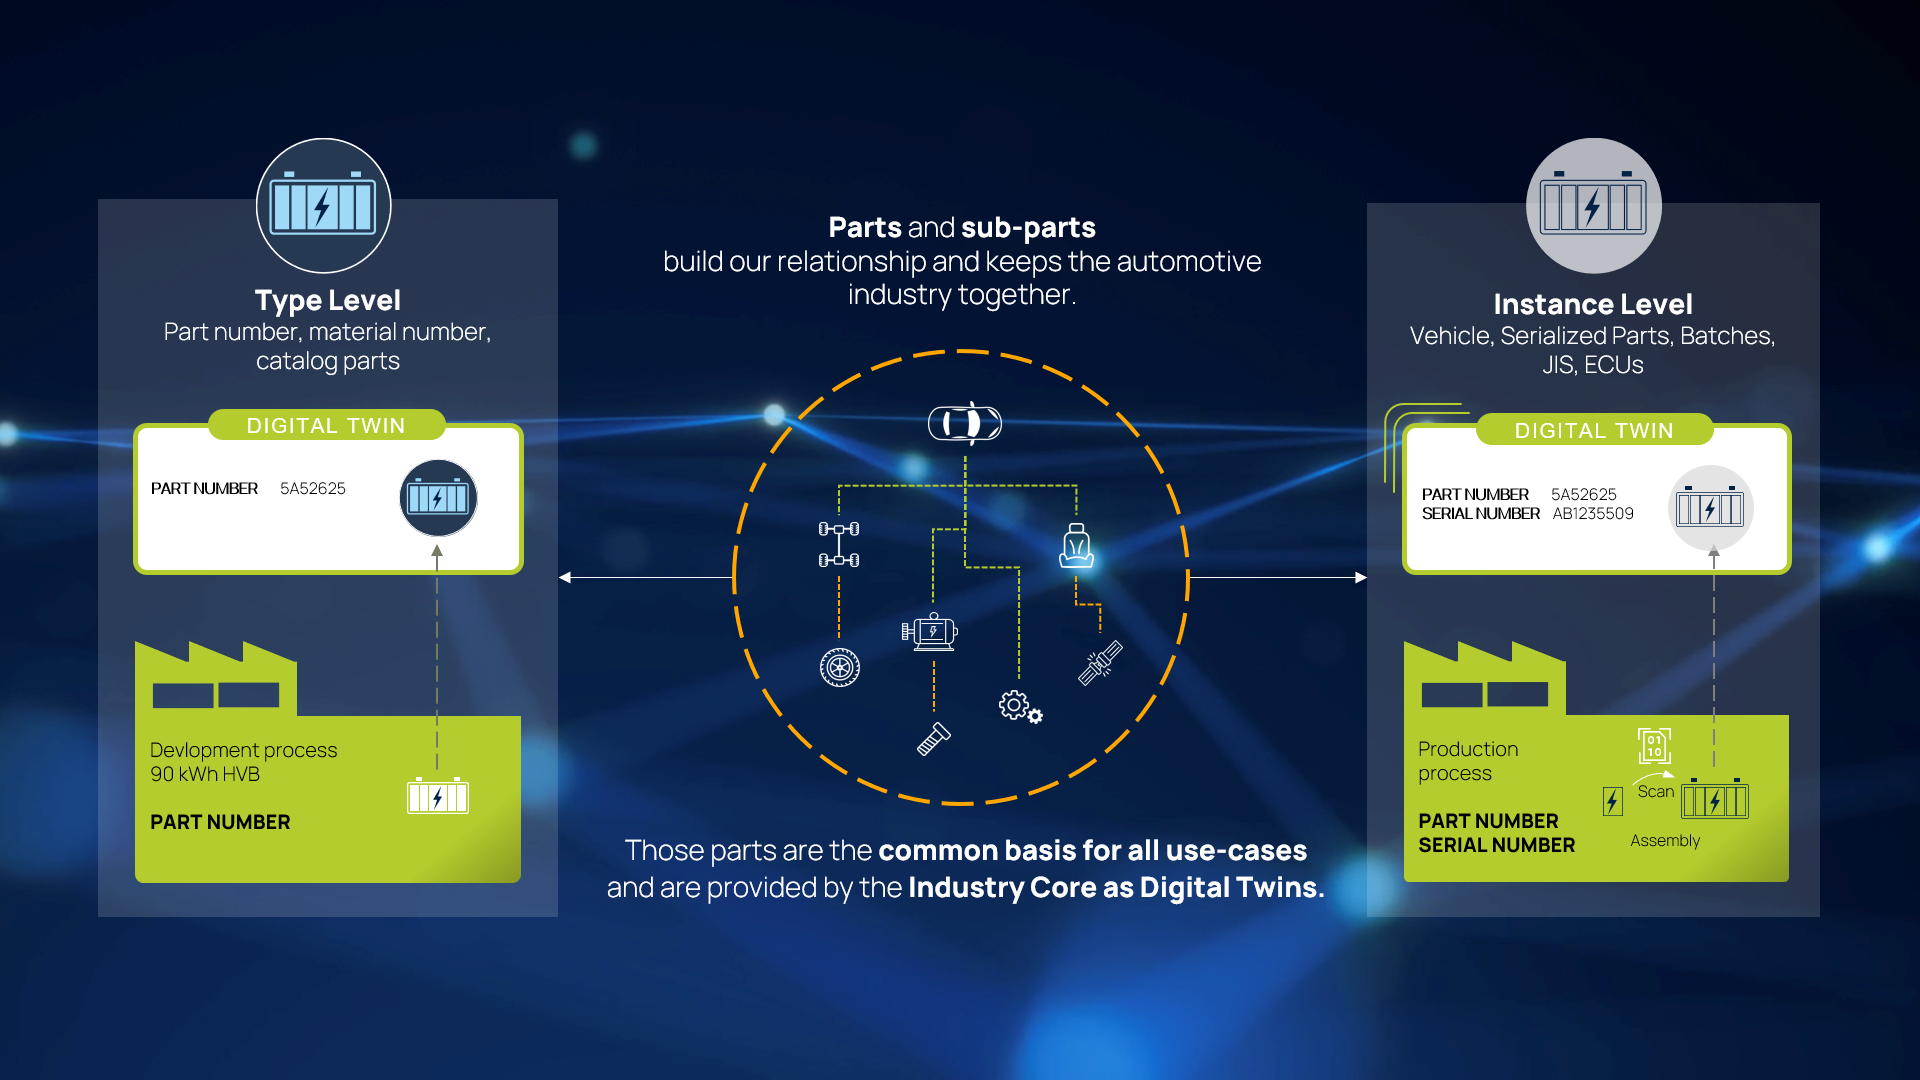 Parts and sub-parts
build our relationship and keeps the automotive
industry together.
Type Level
Part number, material number,
catalog parts
DIGITAL TWIN
PART NUMBER 5A52625
Devlopment process
90 kWh HVB
PART NUMBER
Those parts are the common basis for all use-cases
and are provided by the Industry Core as Digital Twins.
Instance Level
Vehicle, Serialized Parts, Batches,
JIS, ECUs
DIGITAL TWIN
PART NUMBER 5A52625
SERIAL NUMBER AB1235509
Production
process
01
10
Scan
Assembly
PART NUMBER
SERIAL NUMBER